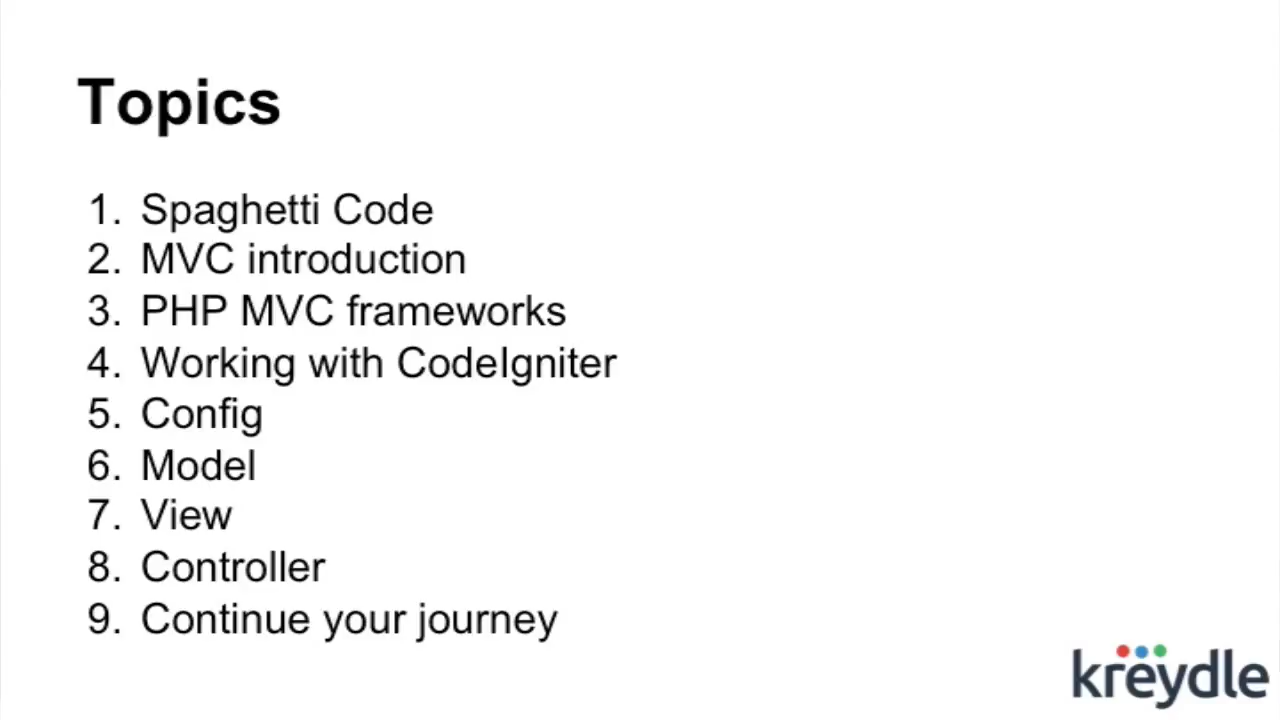 Topics
1. Spaghetti Code
2. MVC introduction
3. PHP MVC frameworks
4. Working with CodeIgniter
5. Config
6. Model
7. View
8. Controller
9. Continue your journey
kreydle